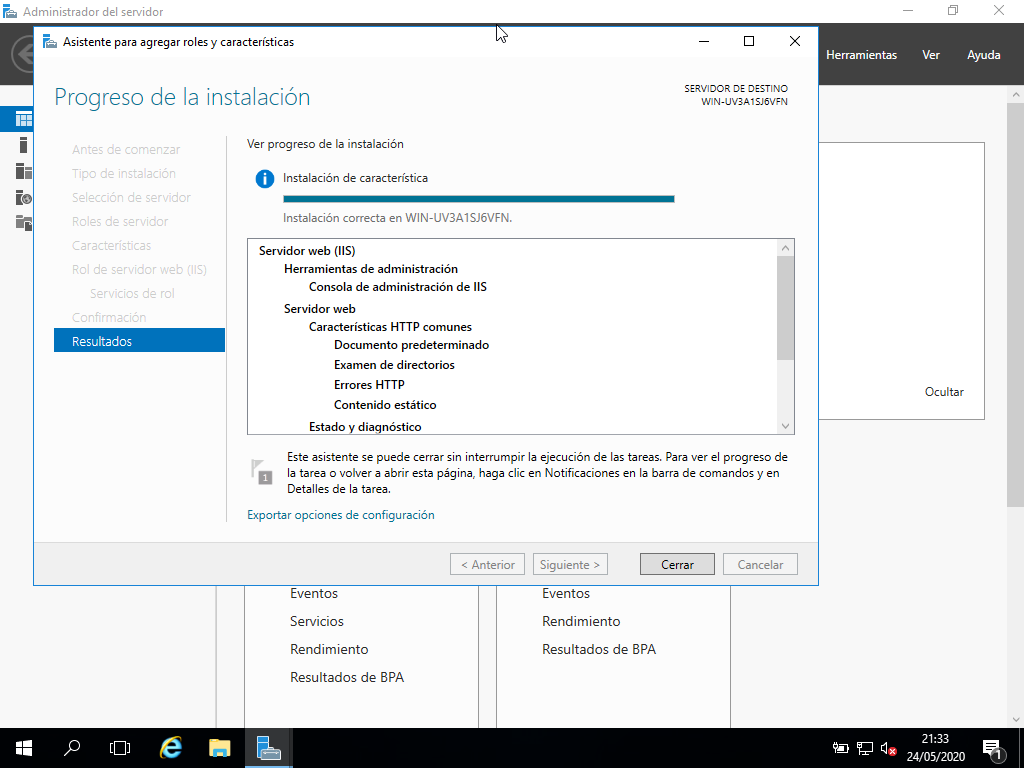 Administrador del servidor
Asistente para agregar roles y características
Herramientas
Ver
Ayuda
Progreso de la instalación
SERVIDOR DE DESTINO
WIN-UV3A1SJ6VFN
Antes de comenzar
Tipo de instalación
Selección de servidor
Roles de servidor
Características
Rol de servidor web (IIS)
Servicios de rol
Confirmación
Resultados
Ver progreso de la instalación
Instalación de característica
Instalación correcta en WIN-UV3A1SJ6VFN.
Servidor web (IIS)
Herramientas de administración
Consola de administración de IIS
Servidor web
Características HTTP comunes
Documento predeterminado
Examen de directorios
Errores HTTP
Contenido estático
Estado y diagnóstico
1
Este asistente se puede cerrar sin interrumpir la ejecución de las tareas. Para ver el progreso de
la tarea o volver a abrir esta página, haga clic en Notificaciones en la barra de comandos y en
Detalles de la tarea.
Exportar opciones de configuración
< Anterior
Siguiente >
Cerrar
Cancelar
Ocultar
Eventos
Servicios
Rendimiento
Resultados de BPA
Eventos
Rendimiento
Resultados de BPA
21:33
24/05/2020
1